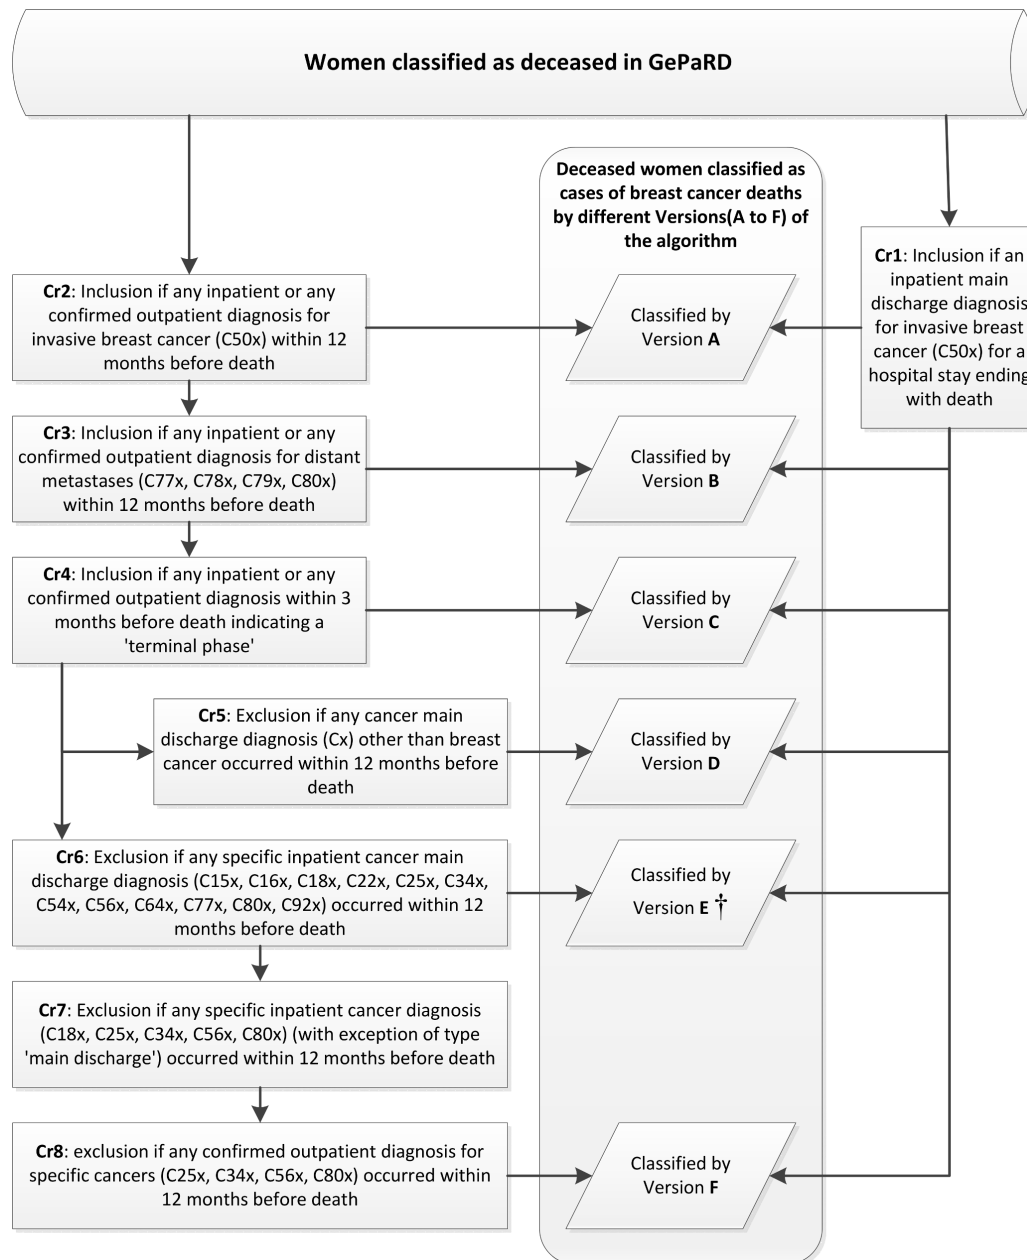 Women classified as deceased in GePaRD
Deceased women classified as
cases of breast cancer deaths
by different Versions(A to F) of
the algorithm
Cr1: Inclusion if an
inpatient main
discharge diagnosis
for invasive breast
cancer (C50x) for a
hospital stay ending
with death
Cr2: Inclusion if any inpatient or any
confirmed outpatient diagnosis for
invasive breast cancer (C50x) within 12
months before death
Classified by
Version A
Cr3: Inclusion if any inpatient or any
confirmed outpatient diagnosis for distant
metastases (C77x, C78x, C79x, C80x)
within 12 months before death
Classified by
Version B
Cr4: Inclusion if any inpatient or any
confirmed outpatient diagnosis within 3
months before death indicating a
'terminal phase'
Classified by
Version C
Cr5: Exclusion if any cancer main
discharge diagnosis (Cx) other than breast
cancer occurred within 12 months before
death
Classified by
Version D
Cr6: Exclusion if any specific inpatient cancer main
discharge diagnosis (C15x, C16x, C18x, C22x, C25x, C34x,
C54x, C56x, C64x, C77x, C80x, C92x) occurred within 12
months before death
Classified by
Version E †
Cr7: Exclusion if any specific inpatient cancer diagnosis
(C18x, C25x, C34x, C56x, C80x) (with exception of type
'main discharge') occurred within 12 months before death
Cr8: exclusion if any confirmed outpatient diagnosis for
specific cancers (C25x, C34x, C56x, C80x) occurred within
12 months before death
Classified by
Version F